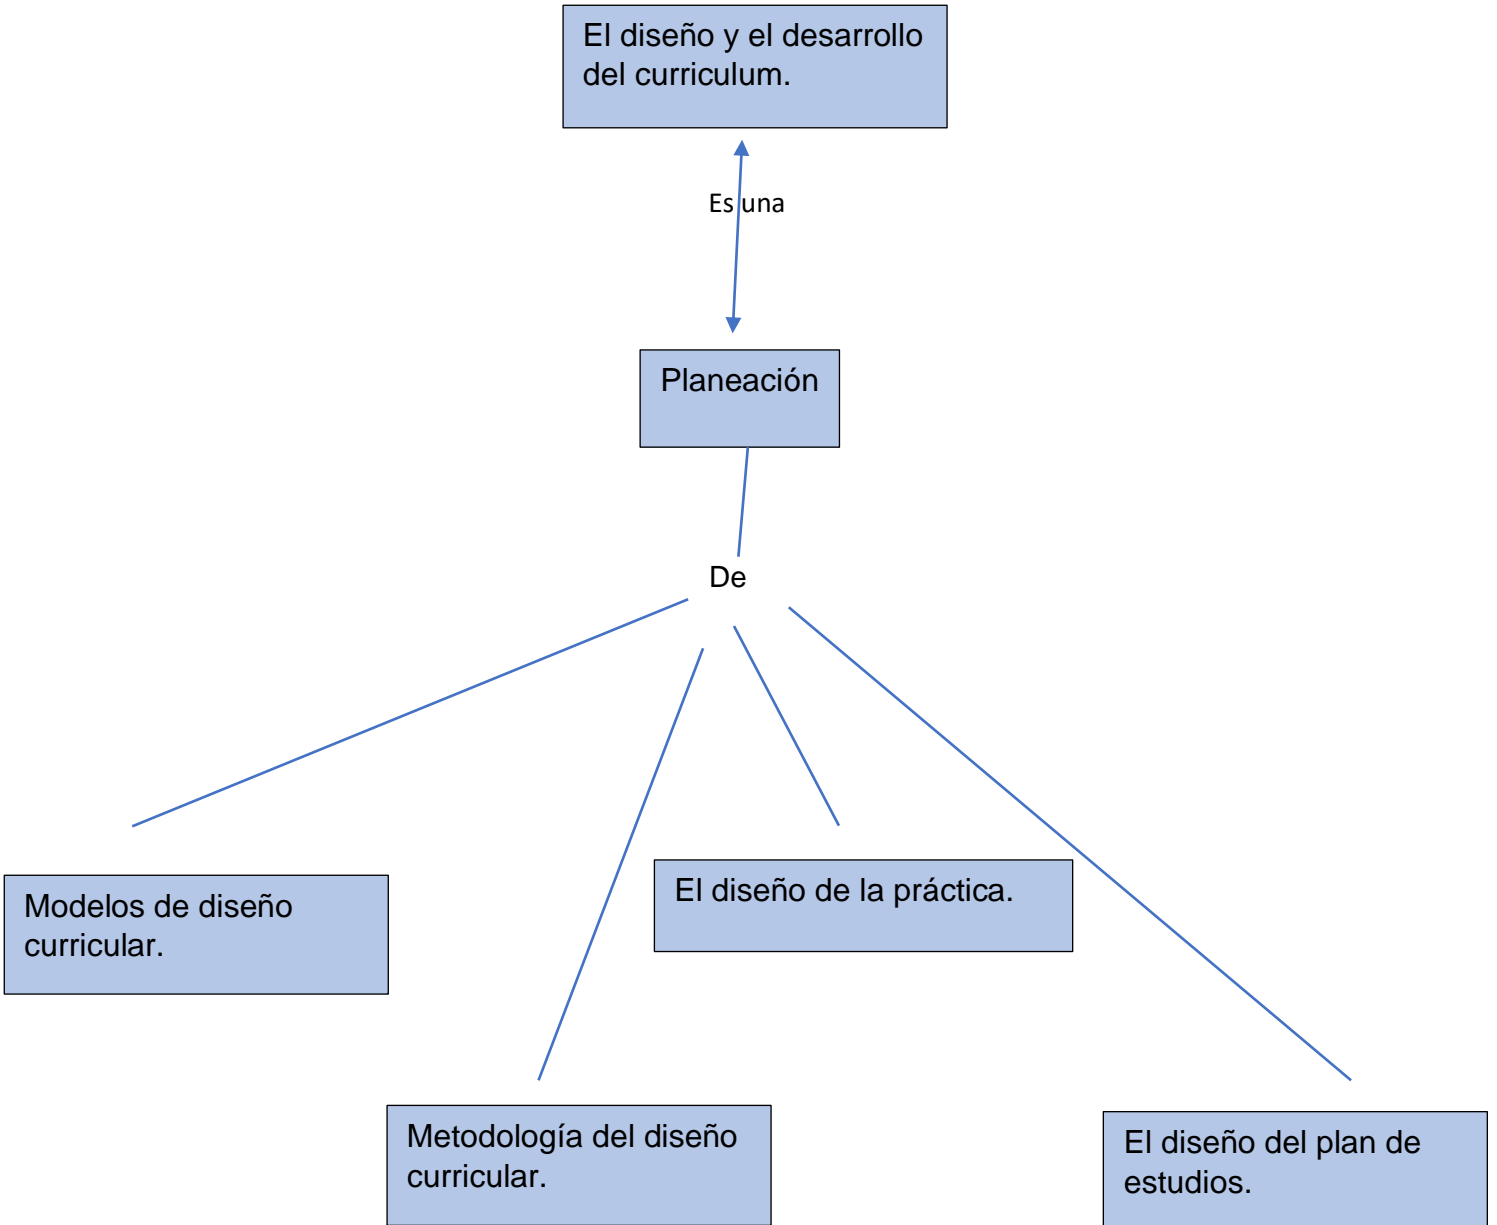 El diseño y el desarrollo
del curriculum.
Es una
Planeación
De
Modelos de diseño
curricular.
El diseño de la práctica.
Metodología del diseño
curricular.
El diseño del plan de
estudios.